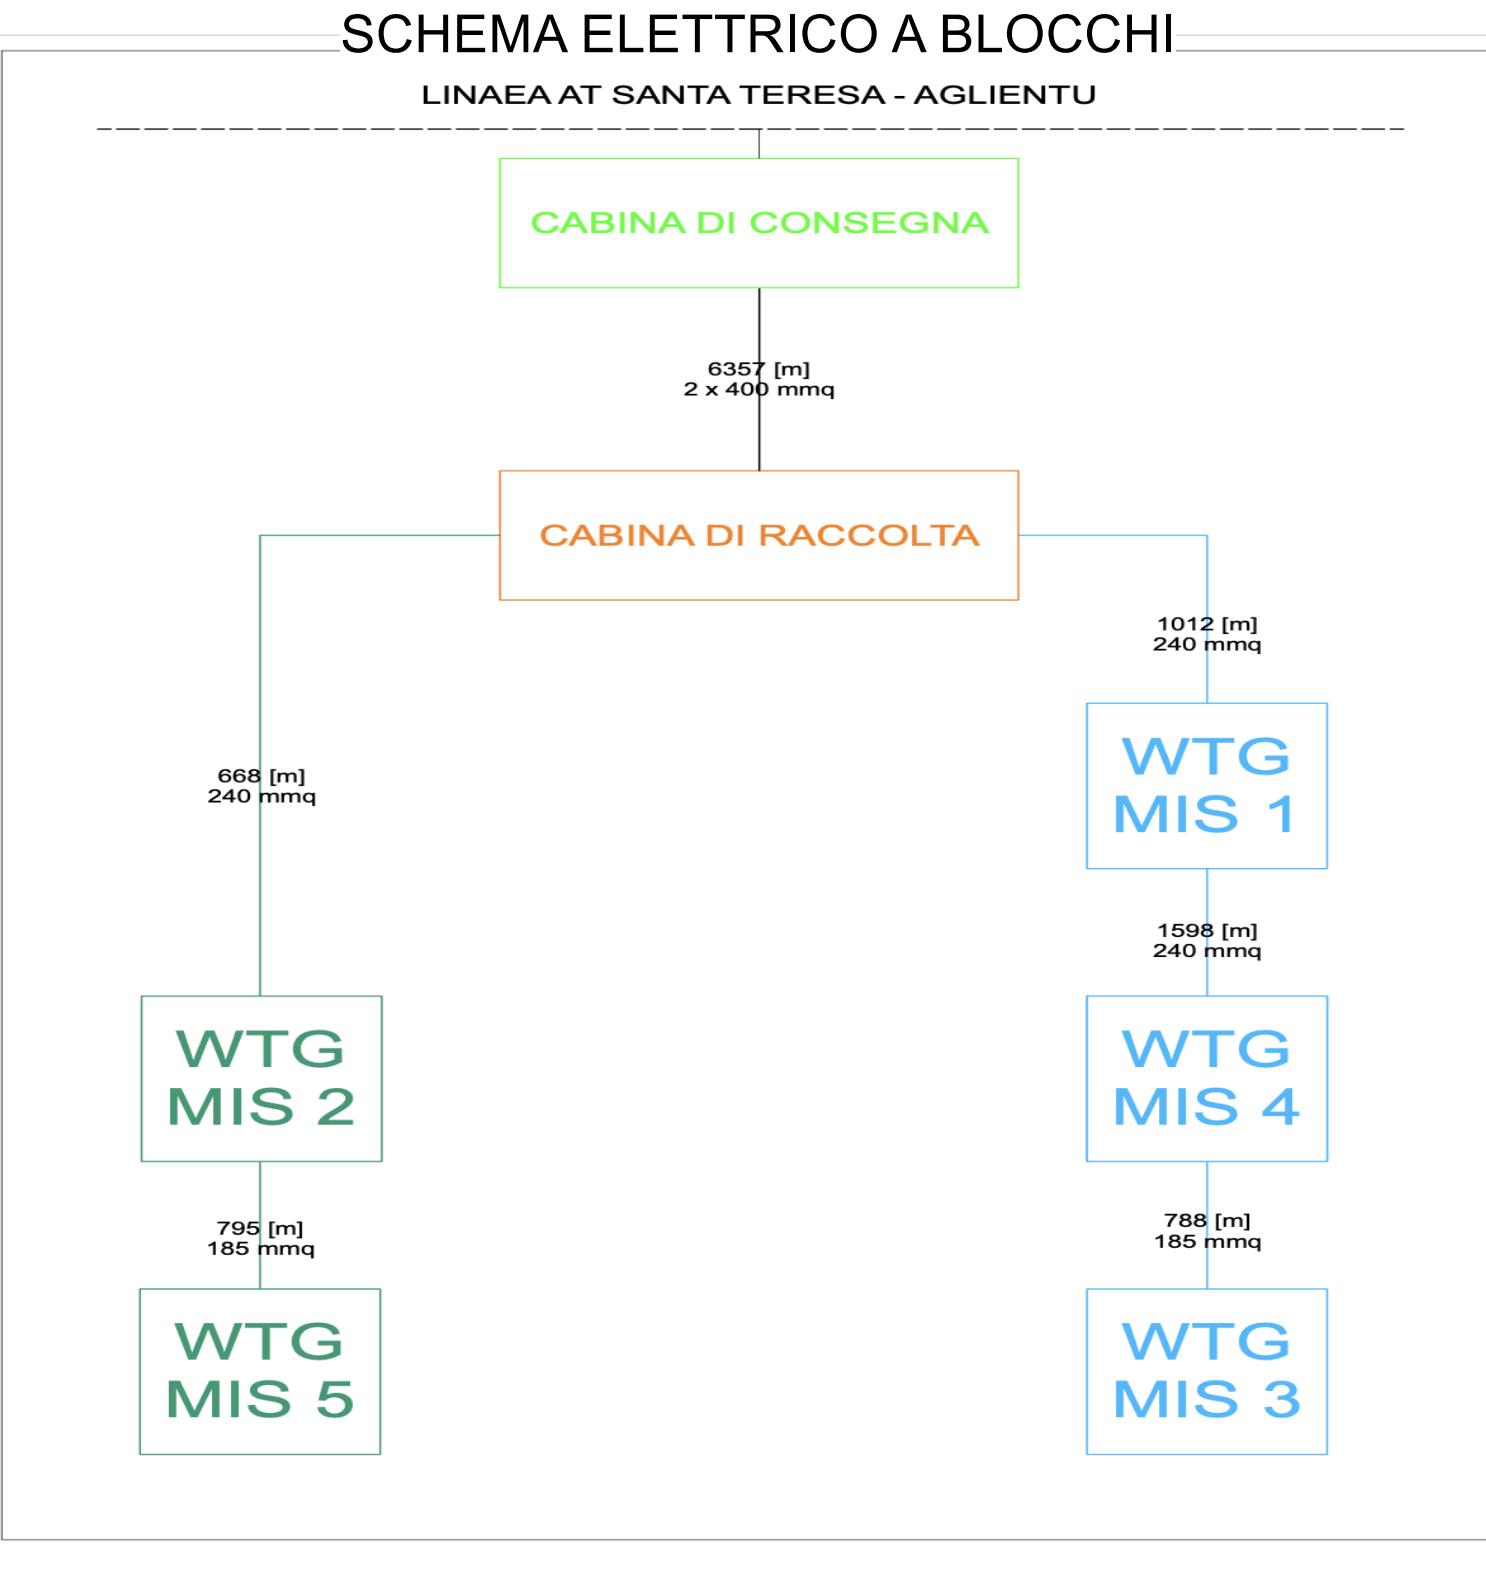 SCHEMA ELETTRICO A BLOCCHI
LINAEA AT SANTA TERESA - AGLIENTU
CABINA DI CONSEGNA
6357 [m]
2 x 400 mmq
CABINA DI RACCOLTA
1012 [m]
240 mmq
WTG
MIS 1
668 [m]
240 mmq
1598 [m]
240 mmq
WTG
MIS 2
WTG
MIS 4
795 [m]
185 mmq
788 [m]
185 mmq
WTG
MIS 5
WTG
MIS 3